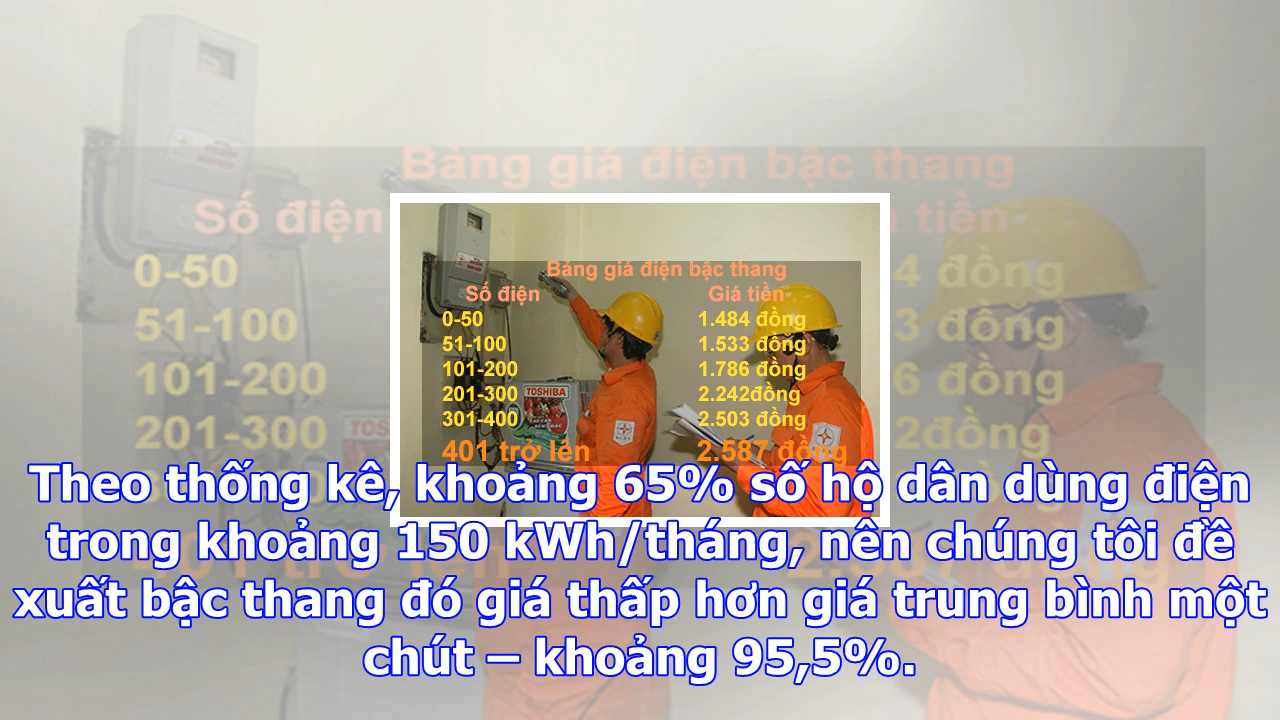 Bảng giá điện bậc thang
Số điện Giá tiền
0-50 1.484 đồng
51-100 1.533 đồng
101-200 1.786 đồng
201-300 2.242đồng
301-400 2.503 đồng
401 trở lên 2.587 đồng
TOSHIBA
Theo thống kê, khoảng 65% số hộ dân dùng điện
trong khoảng 150 kWh/tháng, nên chúng tôi đề
xuất bậc thang đó giá thấp hơn giá trung bình một
chút – khoảng 95,5%.